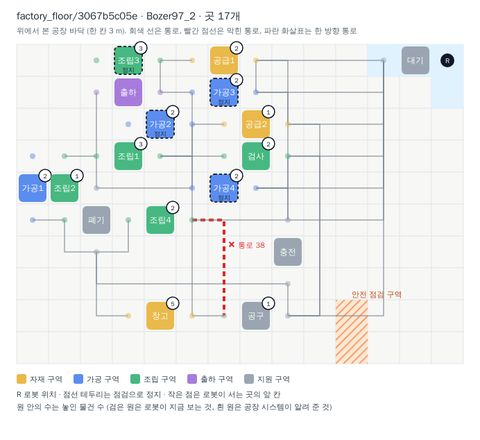 factory_floor/3067b5c05e · Bozer97_2 · 곳 17개
위에서 본 공장 바닥 (한 칸 3 m). 회색 선은 통로, 빨간 점선은 막힌 통로, 파란 화살표는 한 방향 통로
조립3 3 정지
공급1 2
대기
R
출하
가공3 2 정지
가공2 2 정지
공급2 1
조립1 3
검사 2
가공1 2
조립2 1
가공4 2 정지
폐기
조립4 2
✕ 통로 38
충전
안전 점검 구역
창고 5
공구 1
자재 구역 가공 구역 조립 구역 출하 구역 지원 구역
R 로봇 위치 · 점선 테두리는 점검으로 정지 · 작은 점은 로봇이 서는 곳의 앞 칸
원 안의 수는 놓인 물건 수 (검은 원은 로봇이 지금 보는 것, 흰 원은 공장 시스템이 알려 준 것)